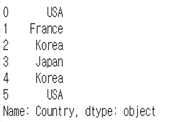 0 USA
1 France
2 Korea
3 Japan
4 Korea
5 USA
Name: Country, dtype: object